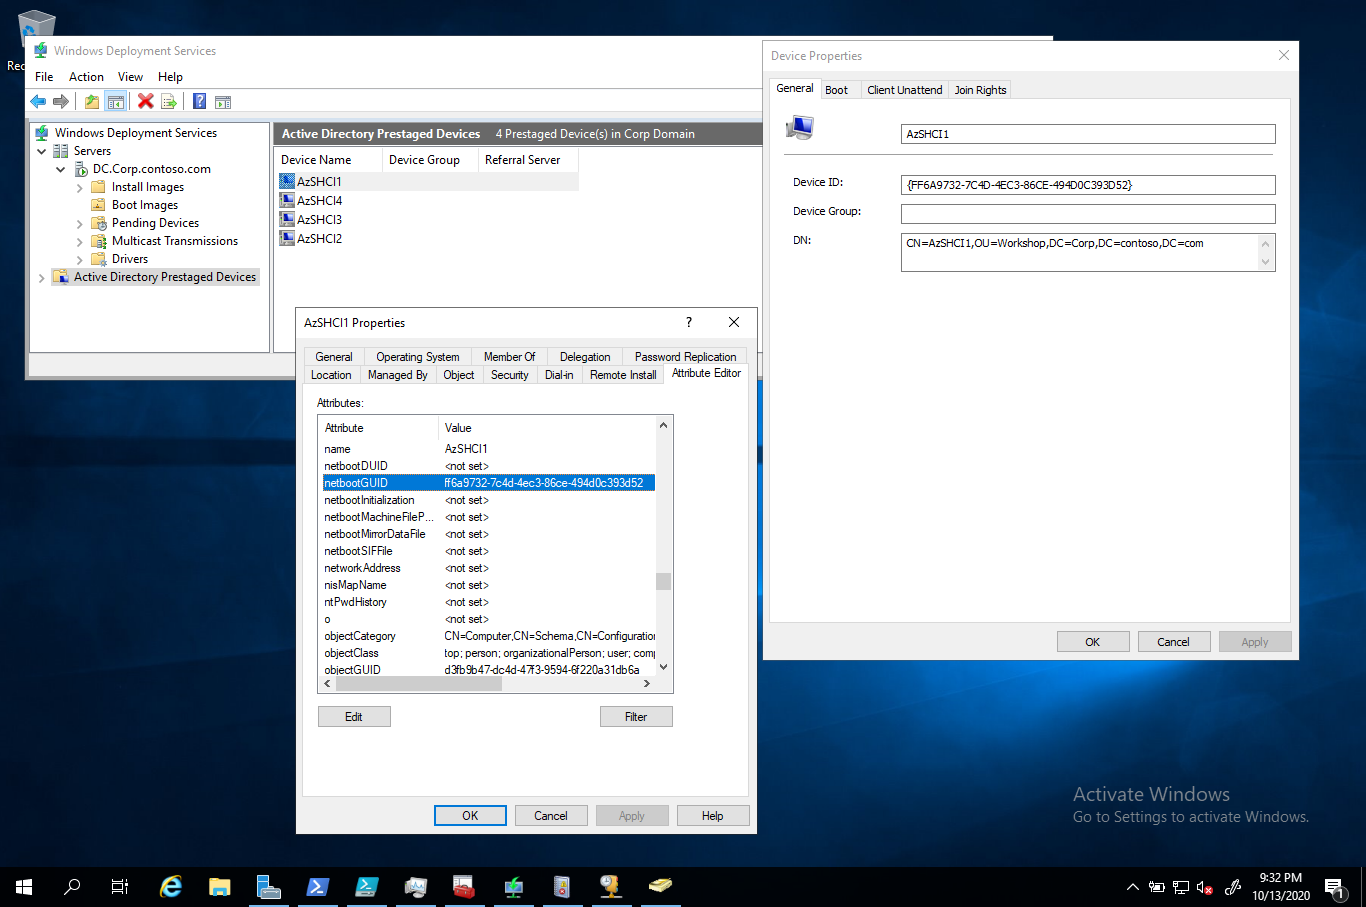 Rec
Windows Deployment Services
File Action View Help
Windows Deployment Services
Servers
DC.Corp.contoso.com
Install Images
Boot Images
Pending Devices
Multicast Transmissions
Drivers
Active Directory Prestaged Devices
Active Directory Prestaged Devices 4 Prestaged Device(s) in Corp Domain
Device Name Device Group Referral Server
AzSHCI1
AzSHCI4
AzSHCI3
AzSHCI2
Device Properties
General Boot Client Unattend Join Rights
AzSHCI1
Device ID: {FF6A9732-7C4D-4EC3-86CE-494D0C393D52}
Device Group:
DN: CN=AzSHCI1,OU=Workshop,DC=Corp,DC=contoso,DC=com
OK Cancel Apply
AzSHCI1 Properties ?
General Operating System Member Of Delegation Password Replication
Location Managed By Object Security Dial-in Remote Install Attribute Editor
Attributes:
Attribute Value
name AzSHCI1
netbootDUID <not set>
netbootGUID ff6a9732-7c4d-4ec3-86ce-494d0c393d52
netbootInitialization <not set>
netbootMachineFileP... <not set>
netbootMirrorDataFile <not set>
netbootSIFFile <not set>
networkAddress <not set>
nisMapName <not set>
ntPwdHistory <not set>
o <not set>
objectCategory CN=Computer,CN=Schema,CN=Configuration
objectClass top; person; organizationalPerson; user; comp
objectGUID d3fb9b47-dc4d-47f3-9594-6f220a31db6a
Edit Filter
OK Cancel Apply Help
Activate Windows
Go to Settings to activate Windows.
9:32 PM
10/13/2020
1